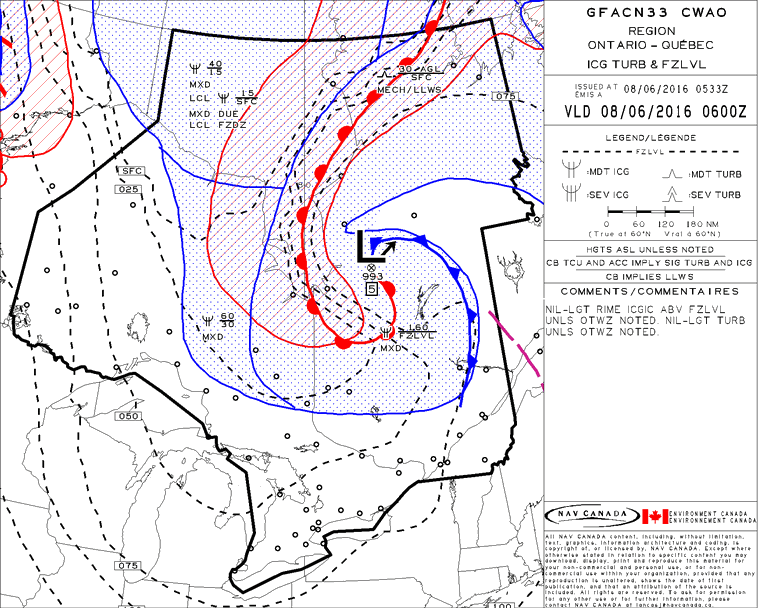 GFACN33 CWAO
REGION
ONTARIO - QUÉBEC
ICG TURB & FZLVL
ISSUED AT
ÉMIS A
08/06/2016 0533Z
VLD 08/06/2016 0600Z
LEGEND/LÉGENDE
FZLVL
:MDT ICG
:MDT TURB
:SEV ICG
:SEV TURB
0 60 120 180 NM
(True at 60°N Vrai à 60°N)
HGTS ASL UNLESS NOTED
CB TCU AND ACC IMPLY SIG TURB AND ICG
CB IMPLIES LLWS
COMMENTS/COMMENTAIRES
NIL-LGT RIME ICGIC ABV FZLVL
UNLS OTWZ NOTED. NIL-LGT TURB
UNLS OTWZ NOTED.
NAV CANADA
ENVIRONMENT CANADA
ENVIRONNEMENT CANADA
All NAV CANADA content, including, without limitation,
text, graphics, information architecture and coding, is
copyright of, or licensed by, NAV CANADA. Except where
otherwise stated in relation to specific content you may
download, display, print and reproduce this material for
your non-commercial and personal use, or for non-
commercial use within your organization, provided that any
reproduction is unaltered, shows the date of first
publication, and that an attribution of the source is
included. All rights are reserved. To ask for permission
for any other use or for further information, please
contact NAV CANADA at
40
15
MXD
LCL
15
SFC
MXD DUE
LCL FZDZ
30 AGL
SFC
MECH/LLWS
075
SFC
025
L
993
5
60
30
MXD
160
FZLVL
MXD
050
075
100